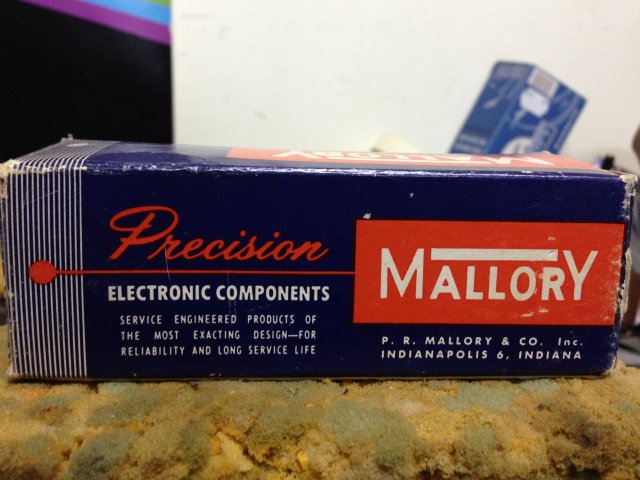 Precision
ELECTRONIC COMPONENTS
SERVICE ENGINEERED PRODUCTS OF
THE MOST EXACTING DESIGN—FOR
RELIABILITY AND LONG SERVICE LIFE
MALLORY
P. R. MALLORY & CO. Inc.
INDIANAPOLIS 6, INDIANA